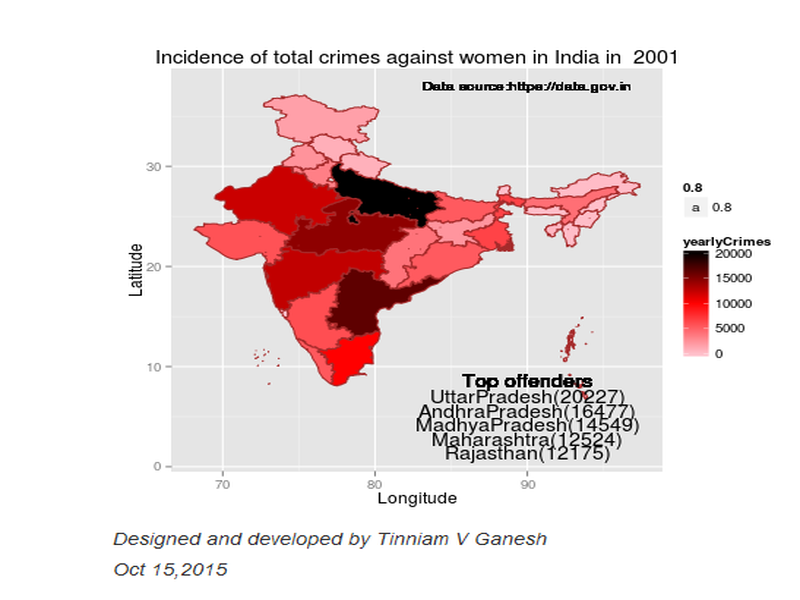 Incidence of total crimes against women in India in 2001
Data source:https://data.gov.in
30
20
10
0
Latitude
70
80
90
Longitude
Top offenders
UttarPradesh(20227)
AndhraPradesh(16477)
MadhyaPradesh(14549)
Maharashtra(12524)
Rajasthan(12175)
0.8
a 0.8
yearlyCrimes
20000
15000
10000
5000
0
Designed and developed by Tinniam V Ganesh
Oct 15,2015